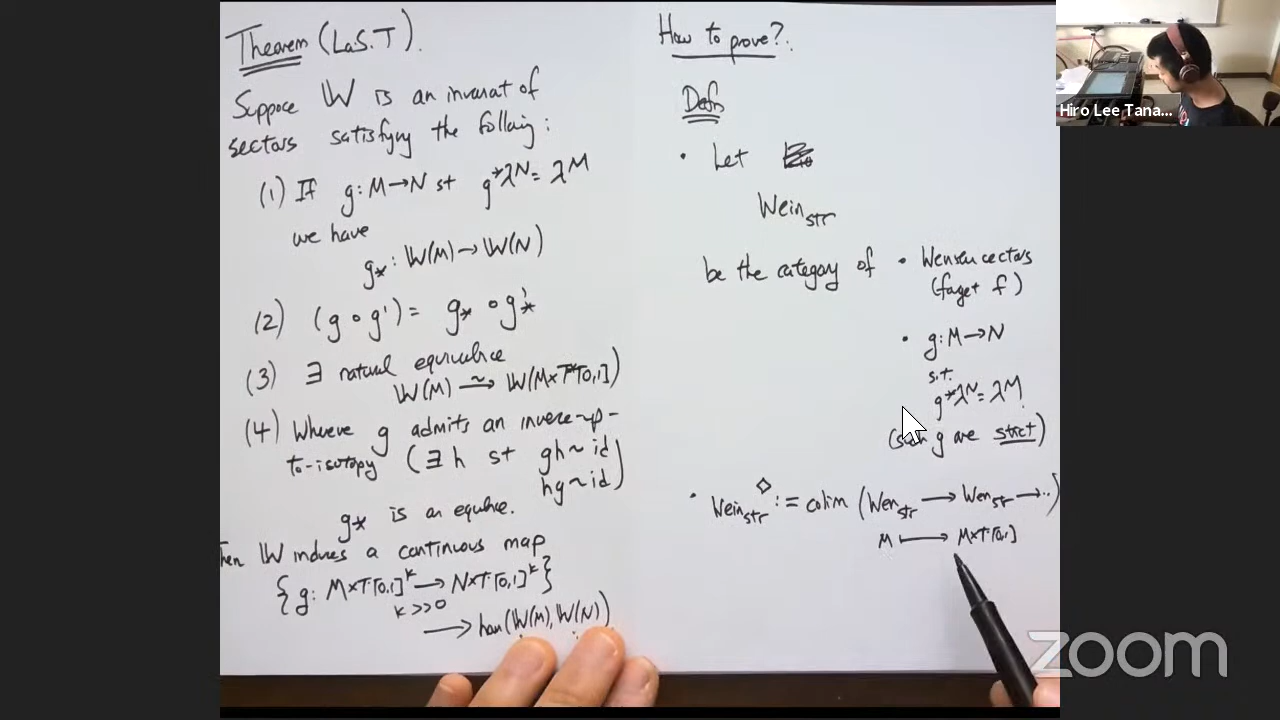 Theorem (LaS.T).
Suppose W is an invariat of
sectors satisfying the following:
(1) If g: M→N st g*λᴺ = λᴹ
we have
g⁎: W(M)→W(N)
(2) (g∘g') = g⁎ ∘ g'⁎
(3) ∃ natural equivalence
W(M) ⥲ W(M×T*[0,1])
(4) Whenever g admits an inverse-up-
to-isotopy (∃ h st gh ~ id
hg ~ id)
g⁎ is an equivalence.
Then W induces a continuous map
{g: M×T*[0,1]ᵏ → N×T*[0,1]ᵏ}
k>>0
→ hom(W(M), W(N))
How to prove?
Defn
• Let
Wein_str
be the category of • Weinstein sectors
(forget f)
• g: M→N
s.t.
g*λᴺ = λᴹ
(such g are strict)
• Wein_str^◇ := colim (Wein_str → Wein_str → ..)
M ↦ M×T*[0,1]
Hiro Lee Tana...
zoom